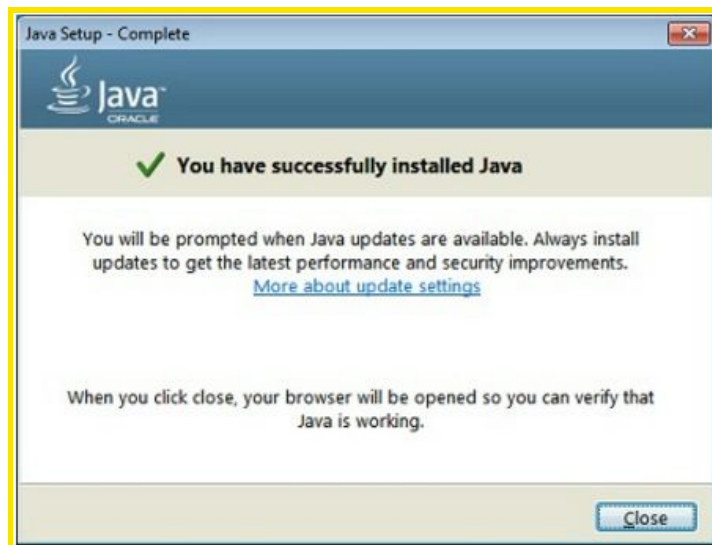 Java Setup - Complete
Java
ORACLE
You have successfully installed Java
You will be prompted when Java updates are available. Always install
updates to get the latest performance and security improvements.
More about update settings
When you click close, your browser will be opened so you can verify that
Java is working.
Close